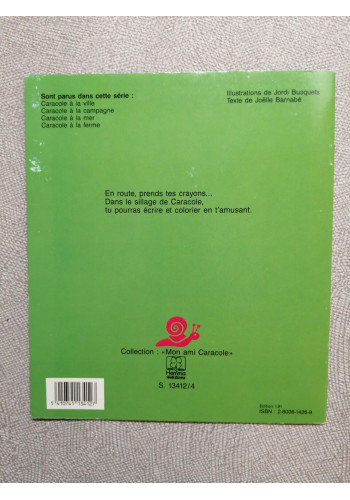 Sont parus dans cette série :
Caracole à la ville
Caracole à la campagne
Caracole à la mer
Caracole à la ferme
Illustrations de Jordi Busquets
Texte de Joëlle Barnabé
En route, prends tes crayons...
Dans le sillage de Caracole,
tu pourras écrire et colorier en t'amusant.
Collection : «Mon ami Caracole»
Hemma
S. 13412/4